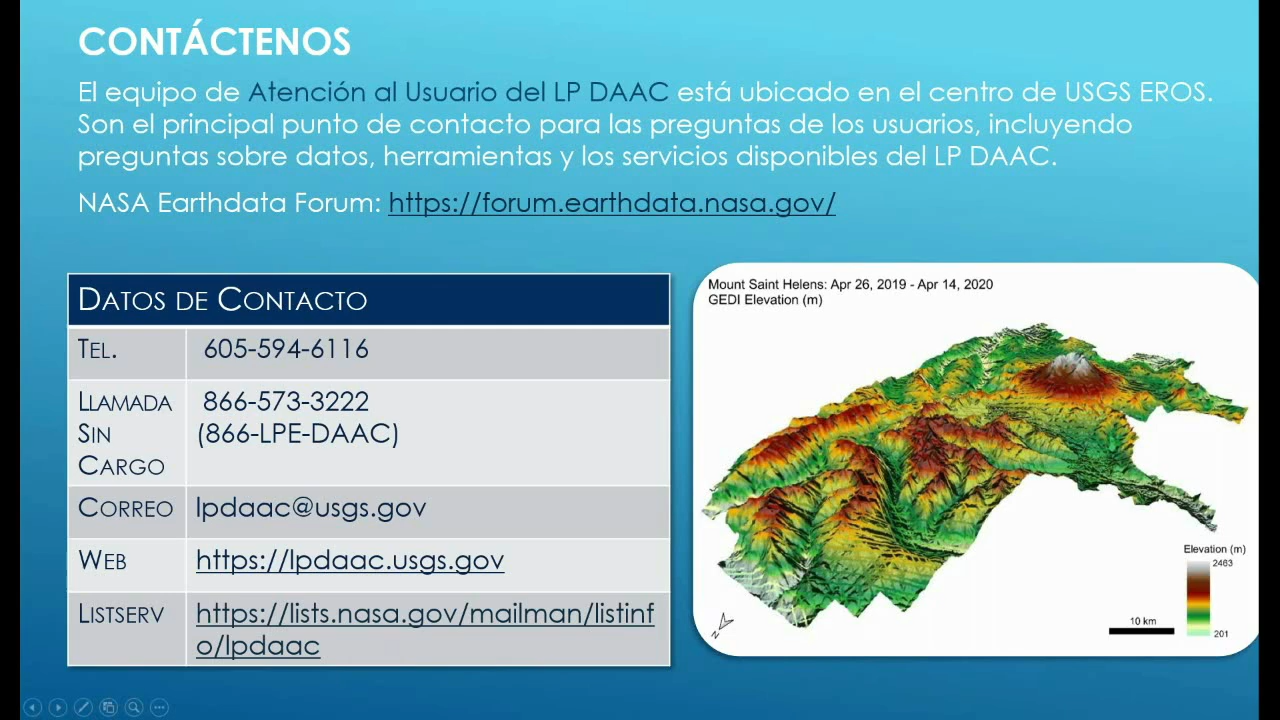 CONTÁCTENOS
El equipo de Atención al Usuario del LP DAAC está ubicado en el centro de USGS EROS.
Son el principal punto de contacto para las preguntas de los usuarios, incluyendo
preguntas sobre datos, herramientas y los servicios disponibles del LP DAAC.
NASA Earthdata Forum: https://forum.earthdata.nasa.gov/
DATOS DE CONTACTO
TEL. 605-594-6116
LLAMADA 866-573-3222
SIN (866-LPE-DAAC)
CARGO
CORREO lpdaac@usgs.gov
WEB https://lpdaac.usgs.gov
LISTSERV https://lists.nasa.gov/mailman/listinf
o/lpdaac
Mount Saint Helens: Apr 26, 2019 - Apr 14, 2020
GEDI Elevation (m)
Elevation (m)
2463
201
10 km
N